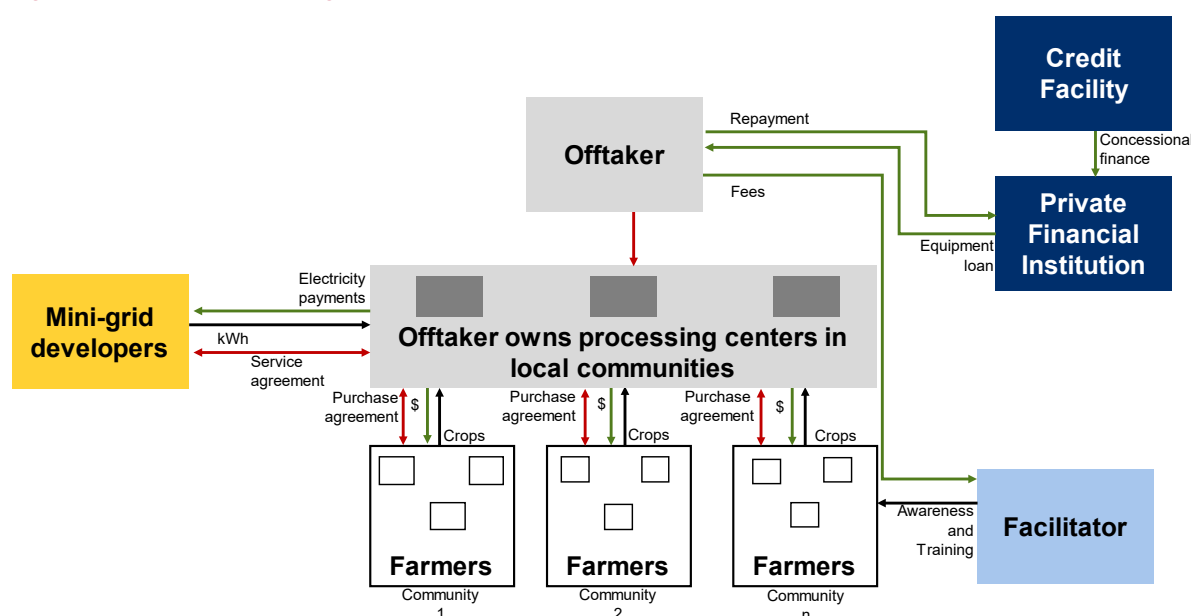 Credit
Facility
Repayment
Concessional
finance
Offtaker
Fees
Private
Financial
Institution
Equipment
loan
Electricity
payments
Mini-grid
developers
kWh
Offtaker owns processing centers in
local communities
Service
agreement
Purchase
agreement
$
Crops
Purchase
agreement
$
Crops
Purchase
agreement
$
Crops
Awareness
and
Training
Facilitator
Farmers
Farmers
Farmers
Community
1
Community
2
Community
n